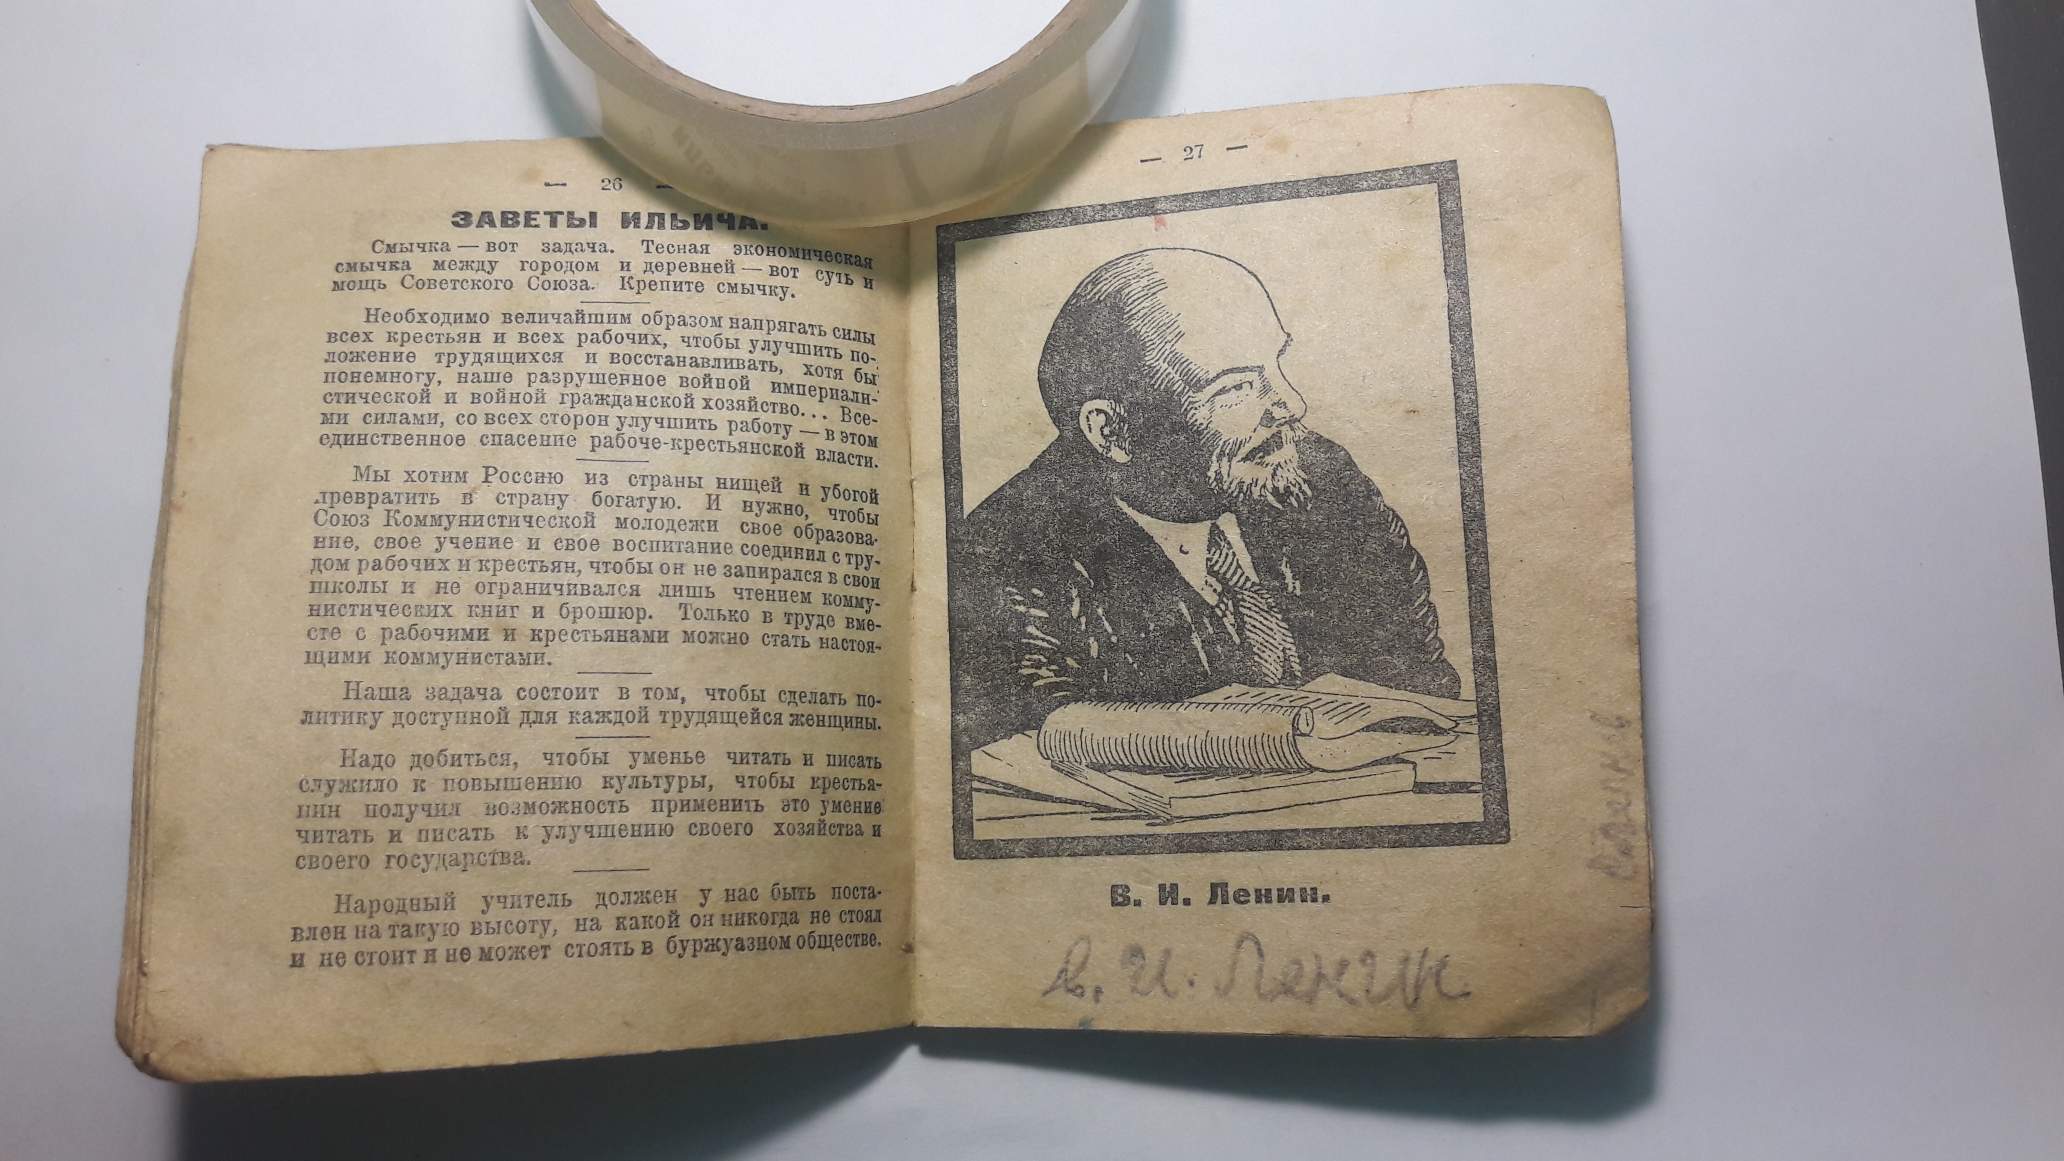 — 26 —
ЗАВЕТЫ ИЛЬИЧА.
Смычка — вот задача. Тесная экономическая
смычка между городом и деревней — вот суть и
мощь Советского Союза. Крепите смычку.
Необходимо величайшим образом напрягать силы
всех крестьян и всех рабочих, чтобы улучшить по-
ложение трудящихся и восстанавливать, хотя бы
понемногу, наше разрушенное войной империали-
стической и войной гражданской хозяйство... Все-
ми силами, со всех сторон улучшить работу — в этом
единственное спасение рабоче-крестьянской власти.
Мы хотим Россию из страны нищей и убогой
превратить в страну богатую. И нужно, чтобы
Союз Коммунистической молодежи свое образова-
ние, свое учение и свое воспитание соединил с тру-
дом рабочих и крестьян, чтобы он не запирался в свои
школы и не ограничивался лишь чтением комму-
нистических книг и брошюр. Только в труде вме-
сте с рабочими и крестьянами можно стать настоя-
щими коммунистами.
Наша задача состоит в том, чтобы сделать по-
литику доступной для каждой трудящейся женщины.
Надо добиться, чтобы уменье читать и писать
служило к повышению культуры, чтобы крестья-
нин получил возможность применить это умение
читать и писать к улучшению своего хозяйства и
своего государства.
Народный учитель должен у нас быть поста-
влен на такую высоту, на какой он никогда не стоял
и не стоит и не может стоять в буржуазном обществе.
— 27 —
В. И. Ленин.
В. И. Ленин.